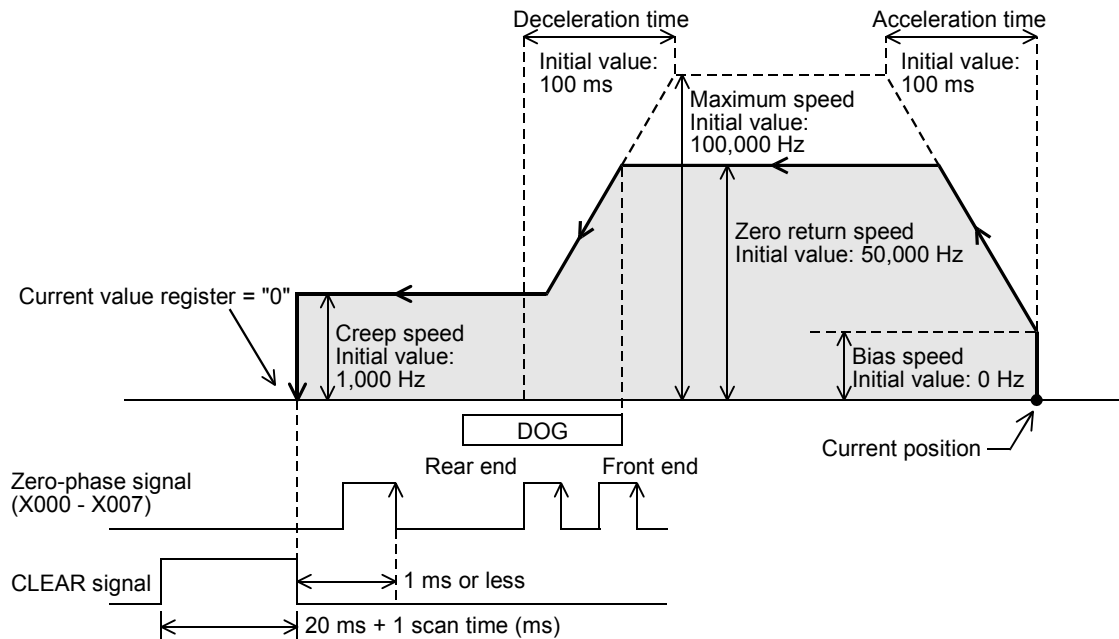 Deceleration time
Acceleration time
Initial value:
100 ms
Initial value:
100 ms
Maximum speed
Initial value:
100,000 Hz
Zero return speed
Initial value: 50,000 Hz
Current value register = "0"
Creep speed
Initial value:
1,000 Hz
Bias speed
Initial value: 0 Hz
DOG
Current position
Rear end
Front end
Zero-phase signal
(X000 - X007)
CLEAR signal
1 ms or less
20 ms + 1 scan time (ms)